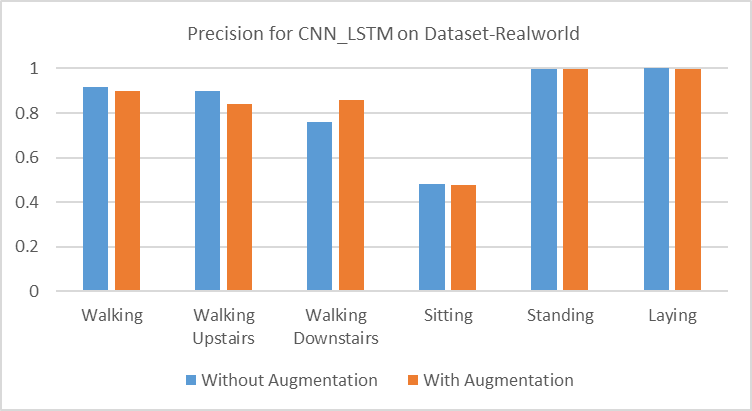 Precision for CNN_LSTM on Dataset-Realworld
1
0.8
0.6
0.4
0.2
0
Walking
Walking Upstairs
Walking Downstairs
Sitting
Standing
Laying
Without Augmentation
With Augmentation